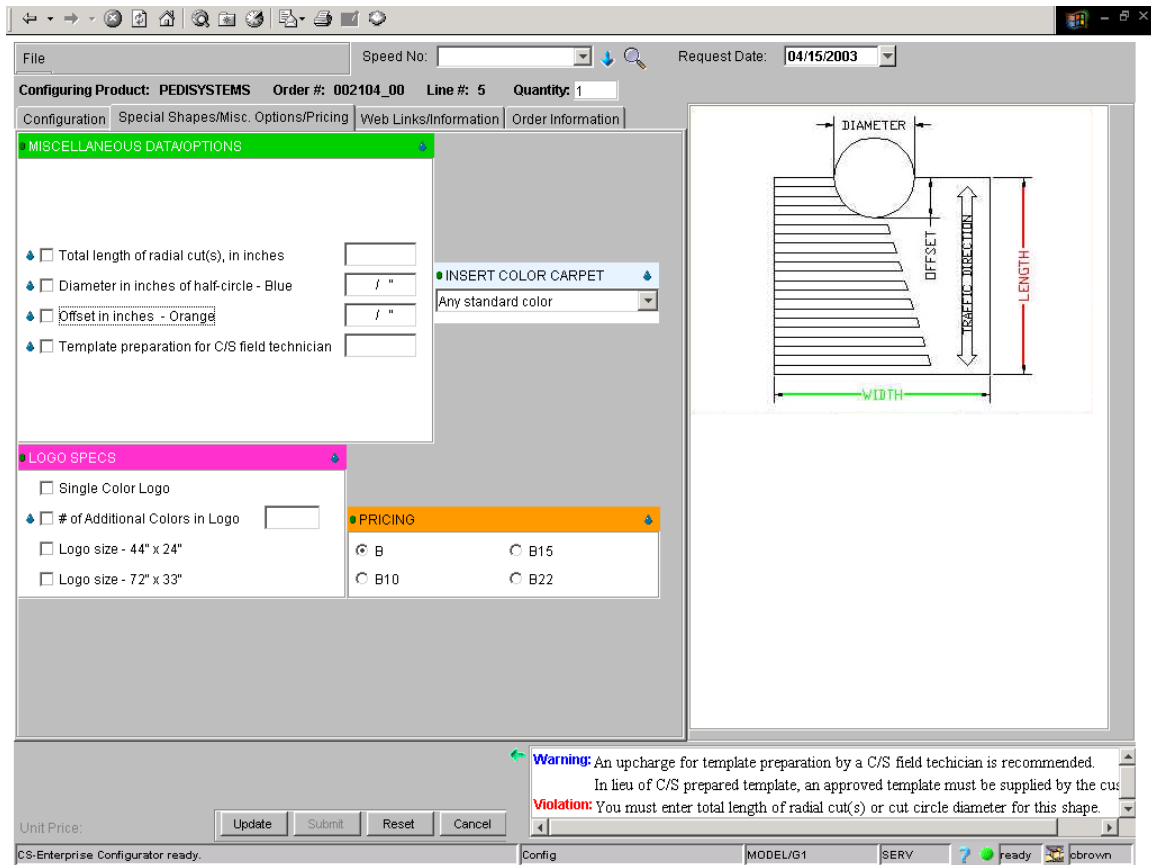 File
Speed No:
Request Date: 04/15/2003
Configuring Product: PEDISYSTEMS Order #: 002104_00 Line #: 5 Quantity: 1
Configuration Special Shapes/Misc. Options/Pricing Web Links/Information Order Information
MISCELLANEOUS DATA/OPTIONS
Total length of radial cut(s), in inches
Diameter in inches of half-circle - Blue / "
Offset in inches - Orange / "
Template preparation for C/S field technician
INSERT COLOR CARPET
Any standard color
LOGO SPECS
Single Color Logo
# of Additional Colors in Logo
Logo size - 44" x 24"
Logo size - 72" x 33"
PRICING
B B15
B10 B22
DIAMETER
OFFSET
TRAFFIC DIRECTION
LENGTH
WIDTH
Warning: An upcharge for template preparation by a C/S field techician is recommended.
In lieu of C/S prepared template, an approved template must be supplied by the cus
Violation: You must enter total length of radial cut(s) or cut circle diameter for this shape.
Unit Price:
Update Submit Reset Cancel
CS-Enterprise Configurator ready. Config MODEL/G1 SERV ? ready cbrown